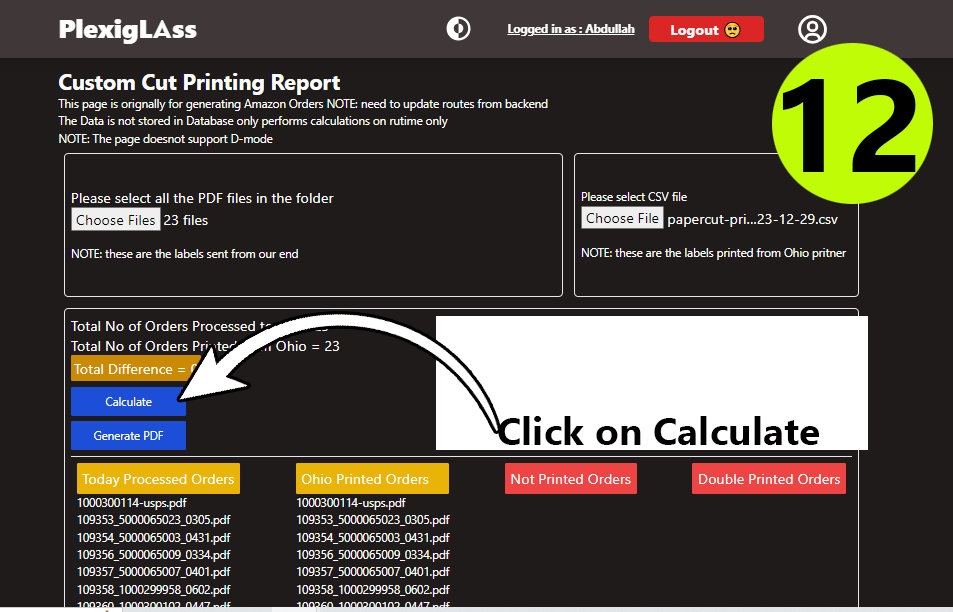 PlexigLAss
Logged in as : Abdullah
Logout
12
Custom Cut Printing Report
This page is orignally for generating Amazon Orders NOTE: need to update routes from backend
The Data is not stored in Database only performs calculations on rutime only
NOTE: The page doesnot support D-mode
Please select all the PDF files in the folder
Choose Files 23 files
NOTE: these are the labels sent from our end
Please select CSV file
Choose File papercut-pri...23-12-29.csv
NOTE: these are the labels printed from Ohio pritner
Total No of Orders Processed
Total No of Orders Printed Ohio = 23
Total Difference =
Calculate
Generate PDF
Click on Calculate
Today Processed Orders
Ohio Printed Orders
Not Printed Orders
Double Printed Orders
1000300114-usps.pdf
109353_5000065023_0305.pdf
109354_5000065003_0431.pdf
109356_5000065009_0334.pdf
109357_5000065007_0401.pdf
109358_1000299958_0602.pdf
109360_1000300102_0447.pdf
1000300114-usps.pdf
109353_5000065023_0305.pdf
109354_5000065003_0431.pdf
109356_5000065009_0334.pdf
109357_5000065007_0401.pdf
109358_1000299958_0602.pdf
109360_1000300102_0447.pdf